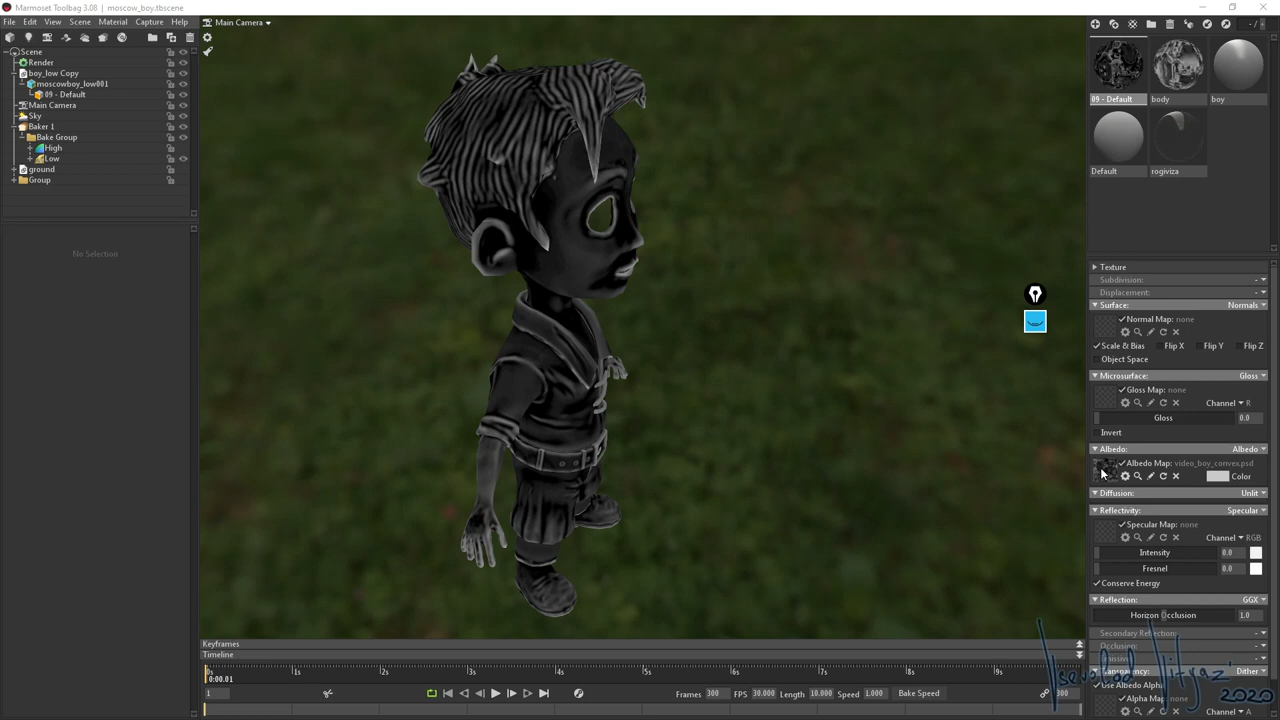 Marmoset Toolbag 3.08 | moscow_boy.tbscene
File Edit View Scene Material Capture Help
Main Camera
- /
Scene
Render
boy_low Copy
moscowboy_low001
09 - Default
Main Camera
Sky
Baker 1
Bake Group
High
Low
ground
Group
No Selection
09 - Default body boy
Default rogiviza
Texture
Subdivision: -
Displacement: -
Surface: Normals
Normal Map: none
Scale & Bias Flip X Flip Y Flip Z
Object Space
Microsurface: Gloss
Gloss Map: none
Channel R
Gloss 0.0
Invert
Albedo: Albedo
Albedo Map: video_boy_convex.psd
Color
Diffusion: Unlit
Reflectivity: Specular
Specular Map: none
Channel RGB
Intensity 0.0
Fresnel 0.0
Conserve Energy
Reflection: GGX
Horizon Occlusion 1.0
Secondary Reflection: -
Occlusion: -
Transparency: Dither
Use Albedo Alpha
Alpha Map: none
Channel A
Keyframes
Timeline
0s 1s 2s 3s 4s 5s 6s 7s 8s 9s
0:00.01
1 Frames 300 FPS 30.000 Length 10.000 Speed 1.000 Bake Speed 300
2020